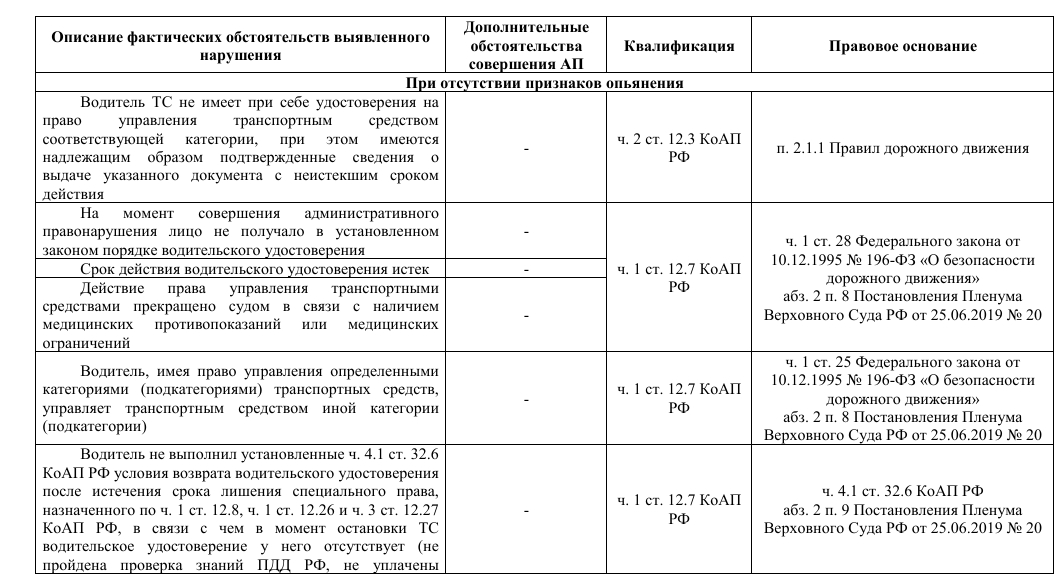 Описание фактических обстоятельств выявленного
нарушения
Дополнительные
обстоятельства
совершения АП
Квалификация
Правовое основание
При отсутствии признаков опьянения
Водитель ТС не имеет при себе удостоверения на
право управления транспортным средством
соответствующей категории, при этом имеются
надлежащим образом подтвержденные сведения о
выдаче указанного документа с неистекшим сроком
действия
-
ч. 2 ст. 12.3 КоАП
РФ
п. 2.1.1 Правил дорожного движения
На момент совершения административного
правонарушения лицо не получало в установленном
законом порядке водительского удостоверения
-
Срок действия водительского удостоверения истек
-
Действие права управления транспортными
средствами прекращено судом в связи с наличием
медицинских противопоказаний или медицинских
ограничений
-
ч. 1 ст. 12.7 КоАП
РФ
ч. 1 ст. 28 Федерального закона от
10.12.1995 № 196-ФЗ «О безопасности
дорожного движения»
абз. 2 п. 8 Постановления Пленума
Верховного Суда РФ от 25.06.2019 № 20
Водитель, имея право управления определенными
категориями (подкатегориями) транспортных средств,
управляет транспортным средством иной категории
(подкатегории)
-
ч. 1 ст. 12.7 КоАП
РФ
ч. 1 ст. 25 Федерального закона от
10.12.1995 № 196-ФЗ «О безопасности
дорожного движения»
абз. 2 п. 8 Постановления Пленума
Верховного Суда РФ от 25.06.2019 № 20
Водитель не выполнил установленные ч. 4.1 ст. 32.6
КоАП РФ условия возврата водительского удостоверения
после истечения срока лишения специального права,
назначенного по ч. 1 ст. 12.8, ч. 1 ст. 12.26 и ч. 3 ст. 12.27
КоАП РФ, в связи с чем в момент остановки ТС
водительское удостоверение у него отсутствует (не
пройдена проверка знаний ПДД РФ, не уплачены
-
ч. 1 ст. 12.7 КоАП
РФ
ч. 4.1 ст. 32.6 КоАП РФ
абз. 2 п. 9 Постановления Пленума
Верховного Суда РФ от 25.06.2019 № 20